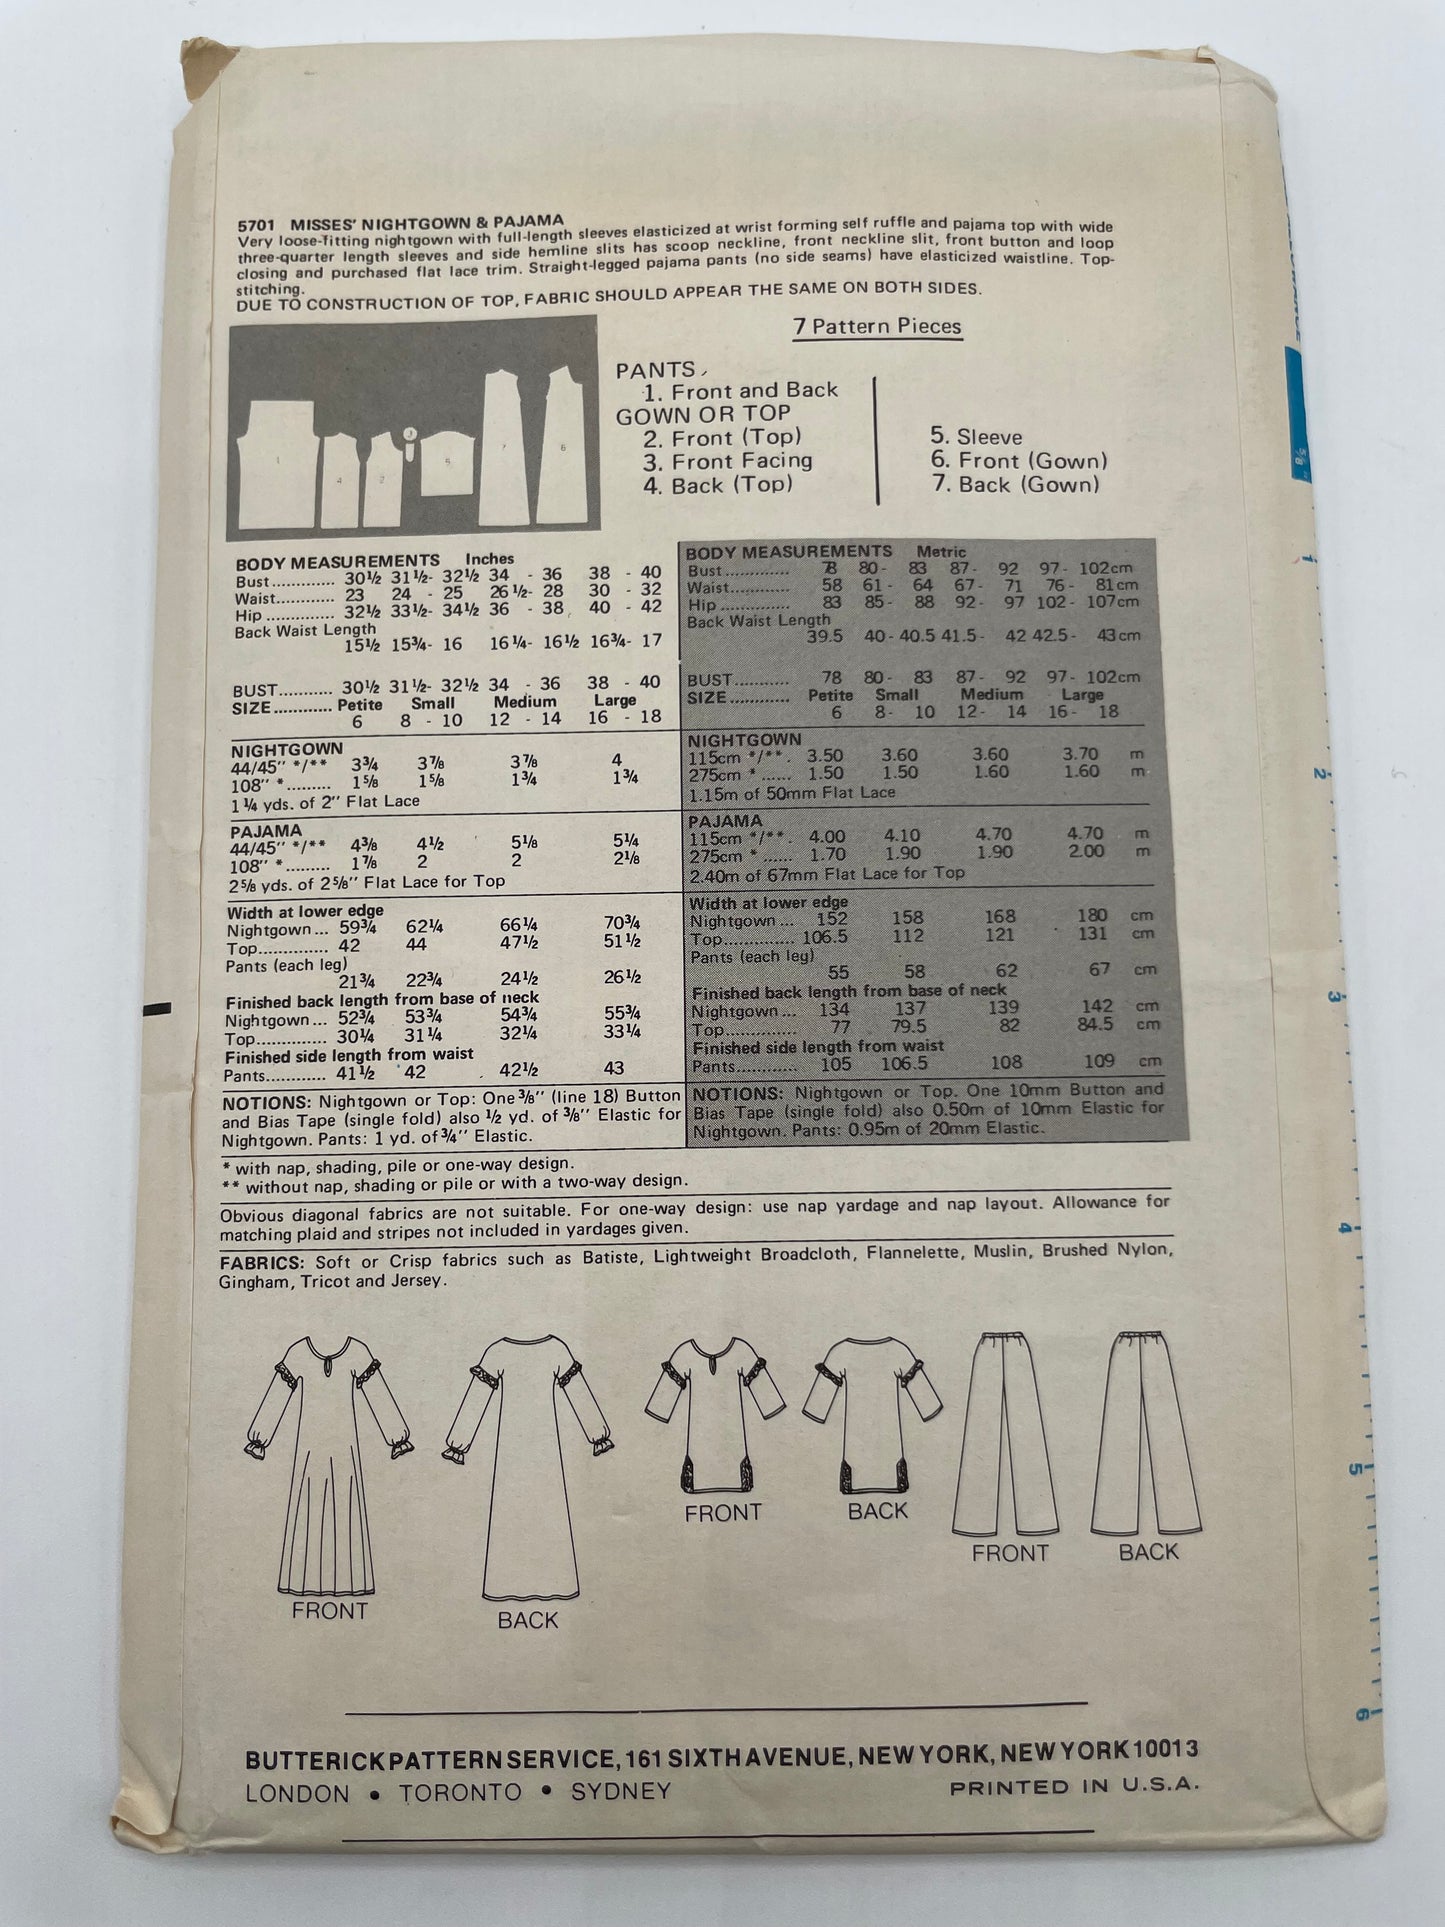 5701 MISSES' NIGHTGOWN & PAJAMA
Very loose-fitting nightgown with full-length sleeves elasticized at wrist forming self ruffle and pajama top with wide
three-quarter length sleeves and side hemline slits has scoop neckline, front neckline slit, front button and loop
closing and purchased flat lace trim. Straight-legged pajama pants (no side seams) have elasticized waistline. Top-
stitching.
DUE TO CONSTRUCTION OF TOP, FABRIC SHOULD APPEAR THE SAME ON BOTH SIDES.
7 Pattern Pieces
PANTS
1. Front and Back
GOWN OR TOP
2. Front (Top)
3. Front Facing
4. Back (Top)
5. Sleeve
6. Front (Gown)
7. Back (Gown)
1 4 2 3 5 7 6
BODY MEASUREMENTS Inches
Bust............ 30½ 31½- 32½ 34 - 36 38 - 40
Waist............ 23 24 - 25 26½- 28 30 - 32
Hip .............. 32½ 33½- 34½ 36 - 38 40 - 42
Back Waist Length
15½ 15¾- 16 16¼- 16½ 16¾- 17
BUST........... 30½ 31½- 32½ 34 - 36 38 - 40
SIZE............ Petite Small Medium Large
6 8 - 10 12 - 14 16 - 18
NIGHTGOWN
44/45" */** 3¾ 3⅞ 3⅞ 4
108" *......... 1⅝ 1⅝ 1¾ 1¾
1¼ yds. of 2" Flat Lace
PAJAMA
44/45" */** 4⅜ 4½ 5⅛ 5¼
108" *......... 1⅞ 2 2 2⅛
2⅝ yds. of 2⅝" Flat Lace for Top
Width at lower edge
Nightgown... 59¾ 62¼ 66¼ 70¾
Top.............. 42 44 47½ 51½
Pants (each leg)
21¾ 22¾ 24½ 26½
Finished back length from base of neck
Nightgown... 52¾ 53¾ 54¾ 55¾
Top.............. 30¼ 31¼ 32¼ 33¼
Finished side length from waist
Pants............ 41½ 42 42½ 43
NOTIONS: Nightgown or Top: One ⅜" (line 18) Button
and Bias Tape (single fold) also ½ yd. of ⅜" Elastic for
Nightgown. Pants: 1 yd. of ¾" Elastic.
BODY MEASUREMENTS Metric
Bust............. 78 80- 83 87- 92 97- 102cm
Waist............ 58 61- 64 67- 71 76- 81cm
Hip .............. 83 85- 88 92- 97 102- 107cm
Back Waist Length
39.5 40- 40.5 41.5- 42 42.5- 43cm
BUST........... 78 80- 83 87- 92 97- 102cm
SIZE............ Petite Small Medium Large
6 8- 10 12- 14 16- 18
NIGHTGOWN
115cm */**. 3.50 3.60 3.60 3.70 m
275cm * ...... 1.50 1.50 1.60 1.60 m
1.15m of 50mm Flat Lace
PAJAMA
115cm */**. 4.00 4.10 4.70 4.70 m
275cm * ...... 1.70 1.90 1.90 2.00 m
2.40m of 67mm Flat Lace for Top
Width at lower edge
Nightgown... 152 158 168 180 cm
Top.............. 106.5 112 121 131 cm
Pants (each leg)
55 58 62 67 cm
Finished back length from base of neck
Nightgown... 134 137 139 142 cm
Top.............. 77 79.5 82 84.5 cm
Finished side length from waist
Pants............ 105 106.5 108 109 cm
NOTIONS: Nightgown or Top. One 10mm Button and
Bias Tape (single fold) also 0.50m of 10mm Elastic for
Nightgown. Pants: 0.95m of 20mm Elastic.
* with nap, shading, pile or one-way design.
** without nap, shading or pile or with a two-way design.
Obvious diagonal fabrics are not suitable. For one-way design: use nap yardage and nap layout. Allowance for
matching plaid and stripes not included in yardages given.
FABRICS: Soft or Crisp fabrics such as Batiste, Lightweight Broadcloth, Flannelette, Muslin, Brushed Nylon,
Gingham, Tricot and Jersey.
FRONT
BACK
FRONT
BACK
FRONT
BACK
BUTTERICK PATTERN SERVICE, 161 SIXTH AVENUE, NEW YORK, NEW YORK 10013
LONDON • TORONTO • SYDNEY
PRINTED IN U.S.A.
5/8"
1
2
3
4
5
6